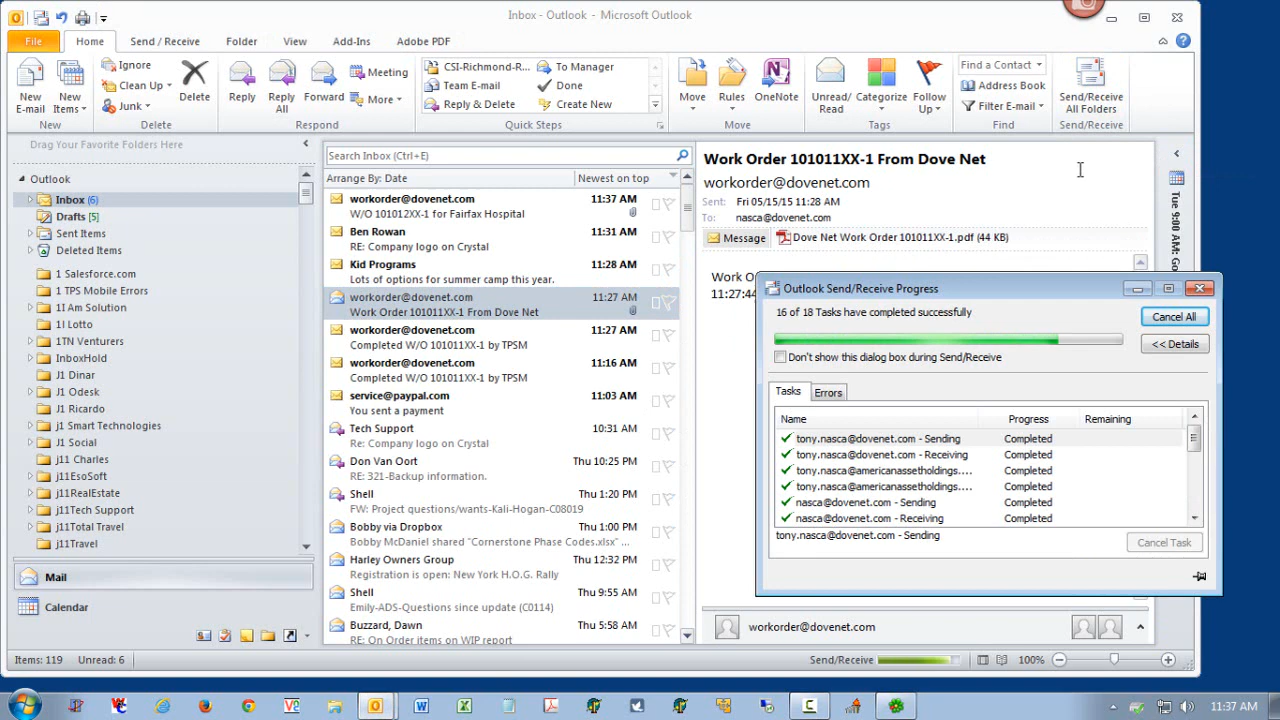 Inbox - Outlook - Microsoft Outlook
File Home Send / Receive Folder View Add-Ins Adobe PDF
New E-mail
New Items
New
Ignore
Clean Up
Junk
Delete
Delete
Reply
Reply All
Forward
Meeting
More
Respond
CSI-Richmond-R...
Team E-mail
Reply & Delete
To Manager
Done
Create New
Quick Steps
Move
Rules
OneNote
Move
Unread/ Read
Categorize
Follow Up
Tags
Find a Contact
Address Book
Filter E-mail
Find
Send/Receive All Folders
Send/Receive
Drag Your Favorite Folders Here
Outlook
Inbox (6)
Drafts [5]
Sent Items
Deleted Items
1 Salesforce.com
1 TPS Mobile Errors
1I Am Solution
1I Lotto
1TN Venturers
InboxHold
J1 Dinar
J1 Odesk
J1 Ricardo
j1 Smart Technologies
J1 Social
j11 Charles
j11EsoSoft
j11RealEstate
j11Tech Support
j11Total Travel
j11Travel
Mail
Calendar
Search Inbox (Ctrl+E)
Arrange By: Date Newest on top
workorder@dovenet.com 11:37 AM
W/O 101012XX-1 for Fairfax Hospital
Ben Rowan 11:31 AM
RE: Company logo on Crystal
Kid Programs 11:28 AM
Lots of options for summer camp this year.
workorder@dovenet.com 11:27 AM
Work Order 101011XX-1 From Dove Net
workorder@dovenet.com 11:27 AM
Completed W/O 101011XX-1 by TPSM
workorder@dovenet.com 11:16 AM
Completed W/O 101011XX-1 by TPSM
service@paypal.com 11:03 AM
You sent a payment
Tech Support 10:31 AM
Re: Company logo on Crystal
Don Van Oort Thu 10:25 PM
RE: 321-Backup information.
Shell Thu 1:20 PM
FW: Project questions/wants-Kali-Hogan-C08019
Bobby via Dropbox Thu 1:00 PM
Bobby McDaniel shared "Cornerstone Phase Codes.xlsx" ...
Harley Owners Group Thu 12:32 PM
Registration is open: New York H.O.G. Rally
Shell Thu 9:55 AM
Emily-ADS-Questions since update (C0114)
Buzzard, Dawn Thu 5:58 AM
RE: On Order items on WIP report
Work Order 101011XX-1 From Dove Net
workorder@dovenet.com
Sent: Fri 05/15/15 11:28 AM
To: nasca@dovenet.com
Message Dove Net Work Order 101011XX-1.pdf (44 KB)
Work O
11:27:44
Tue 9:00 AM: Go
Outlook Send/Receive Progress
16 of 18 Tasks have completed successfully
Cancel All
Don't show this dialog box during Send/Receive
<< Details
Tasks Errors
Name Progress Remaining
tony.nasca@dovenet.com - Sending Completed
tony.nasca@dovenet.com - Receiving Completed
tony.nasca@americanassetholdings.... Completed
tony.nasca@americanassetholdings.... Completed
nasca@dovenet.com - Sending Completed
nasca@dovenet.com - Receiving Completed
tony.nasca@dovenet.com - Sending
Cancel Task
workorder@dovenet.com
Items: 119 Unread: 6
Send/Receive
100%
11:37 AM